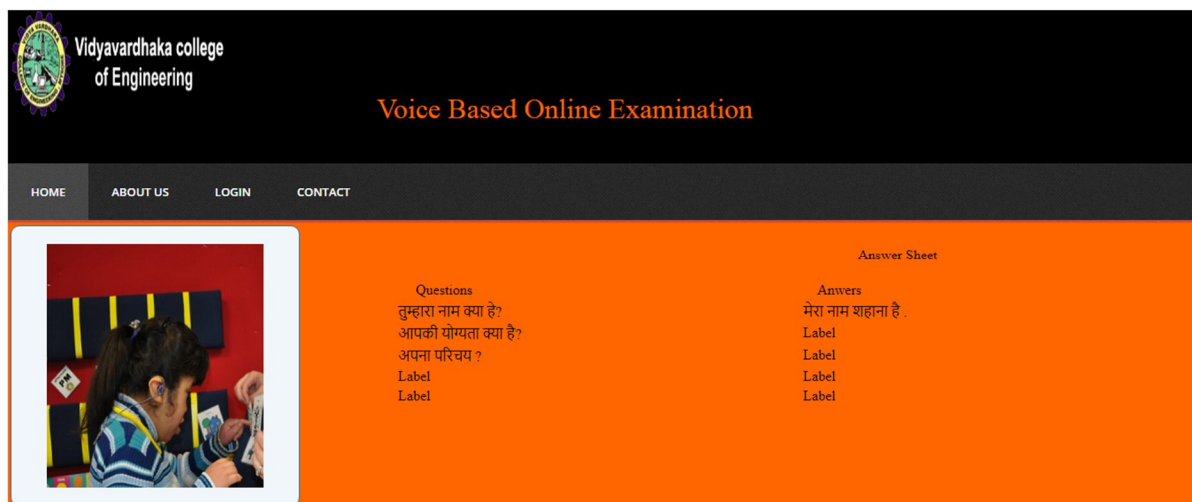 Vidyavardhaka college
of Engineering
Voice Based Online Examination
HOME ABOUT US LOGIN CONTACT
Answer Sheet
Questions Anwers
तुम्हारा नाम क्या हे? मेरा नाम शहाना है .
आपकी योग्यता क्या है? Label
अपना परिचय ? Label
Label Label
Label Label
PM